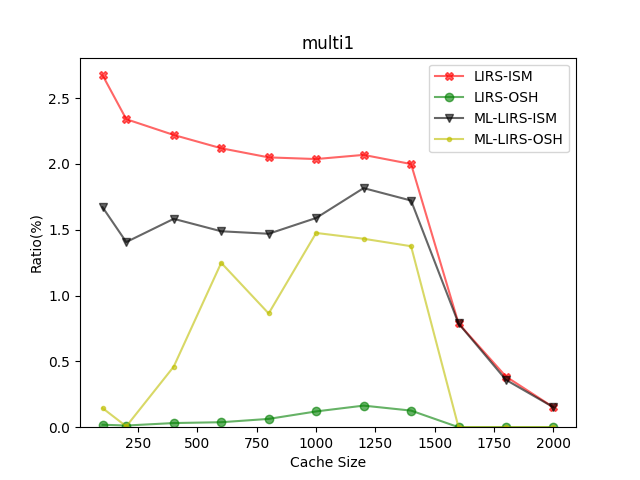 multi1
LIRS-ISM
LIRS-OSH
ML-LIRS-ISM
ML-LIRS-OSH
Ratio(%)
2.5
2.0
1.5
1.0
0.5
0.0
250 500 750 1000 1250 1500 1750 2000
Cache Size